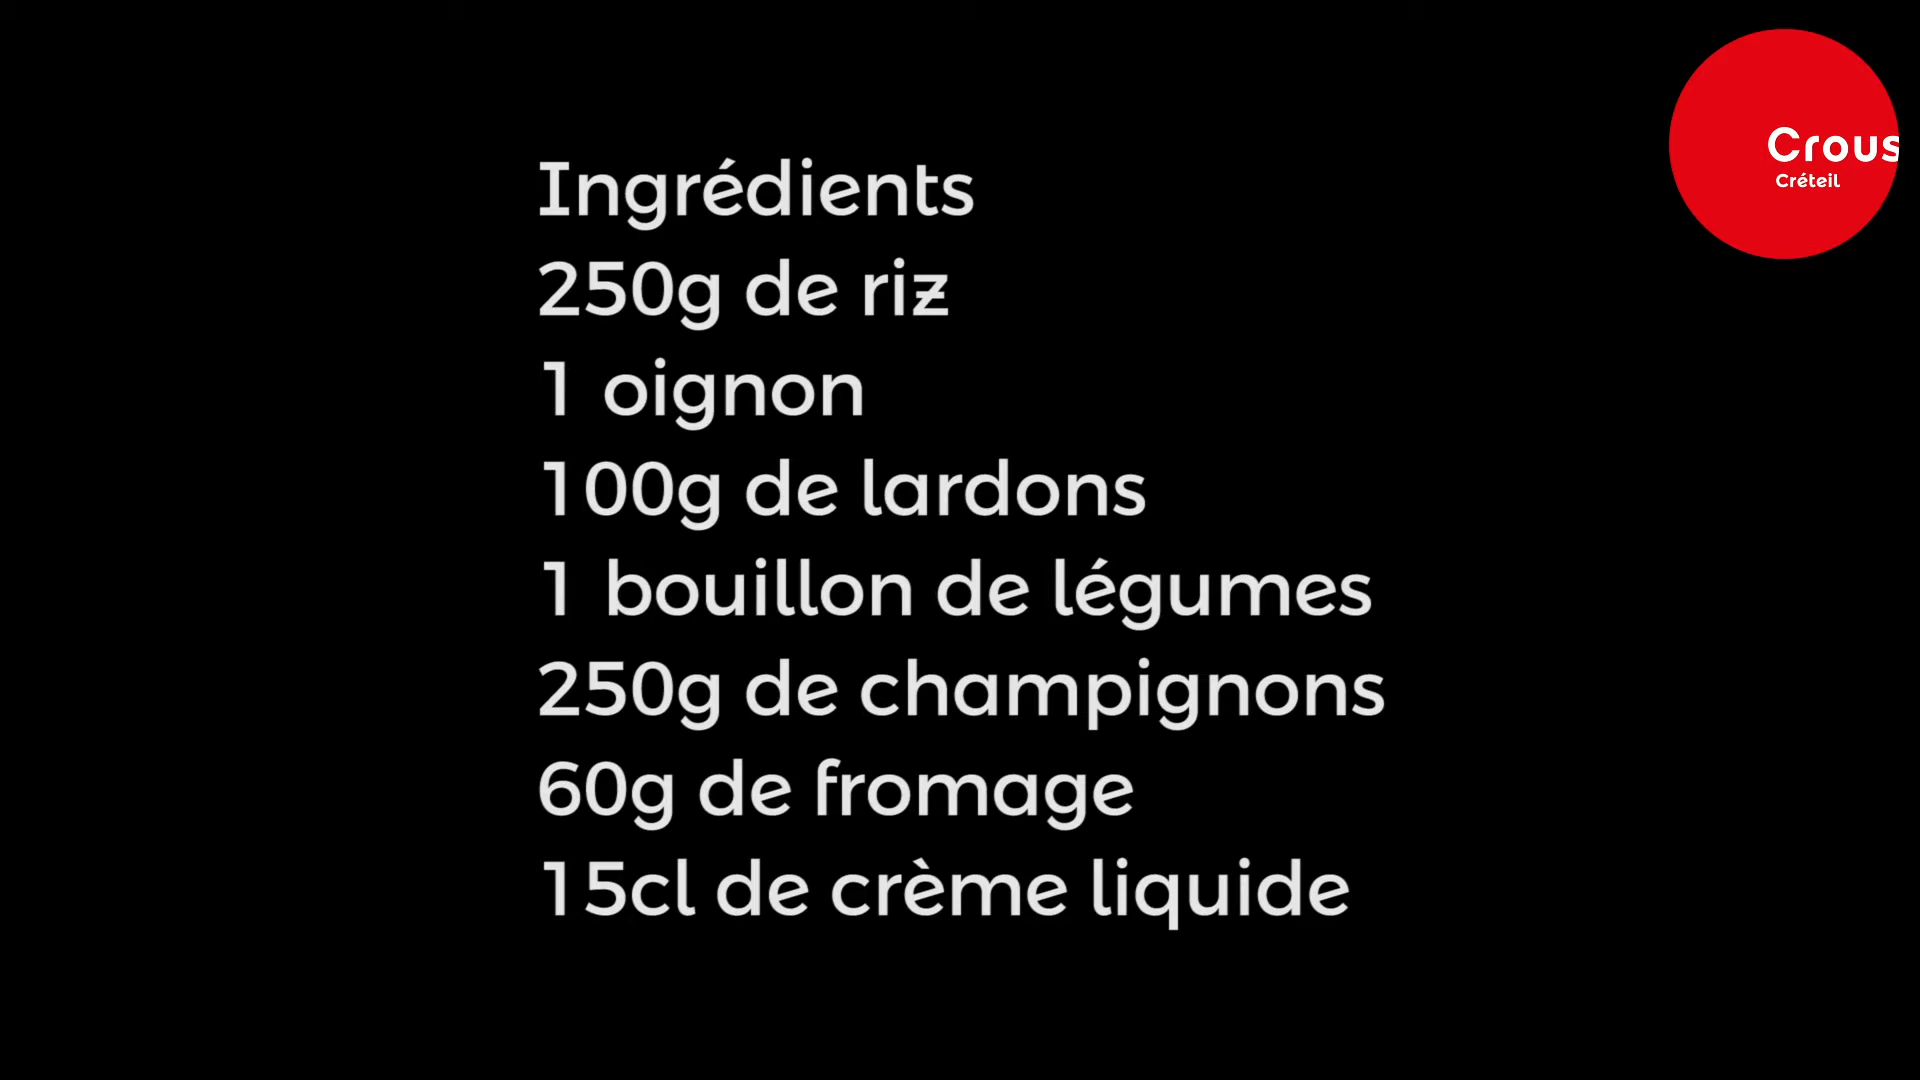 Crous
Créteil
Ingrédients
250g de riz
1 oignon
100g de lardons
1 bouillon de légumes
250g de champignons
60g de fromage
15cl de crème liquide